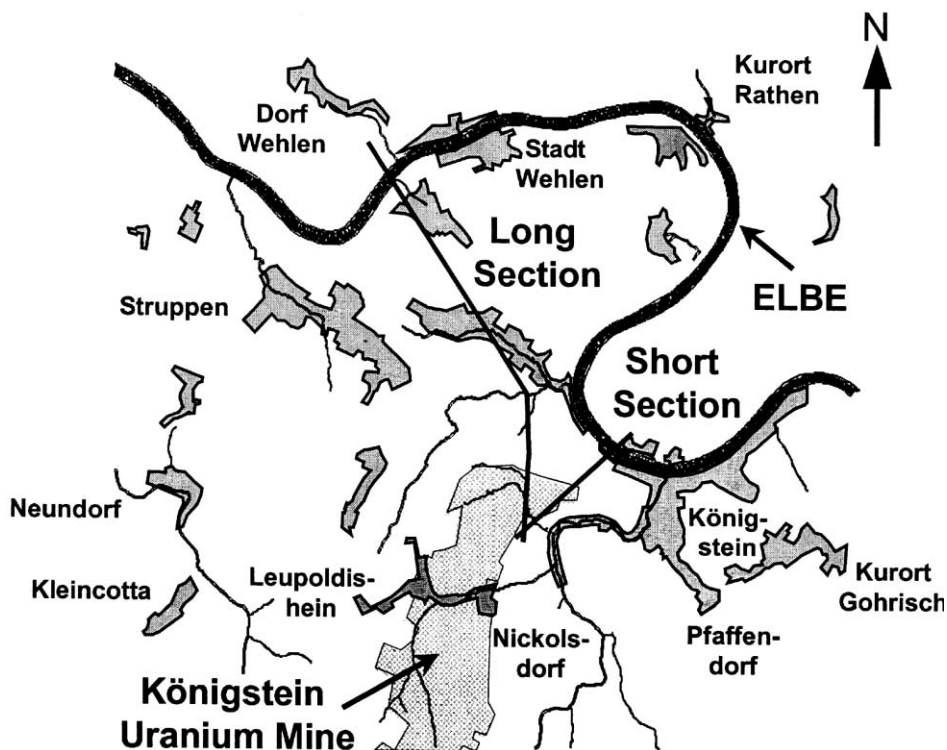 N
Kurort
Rathen
Dorf
Wehlen
Stadt
Wehlen
Long
Section
ELBE
Struppen
Short
Section
Neundorf
König-
stein
Kleincotta
Leupoldis-
hein
Kurort
Gohrisch
Nickols-
dorf
Pfaffen-
dorf
Königstein
Uranium Mine